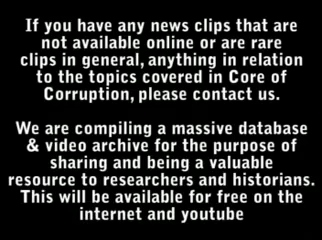 If you have any news clips that are
not available online or are rare
clips in general, anything in relation
to the topics covered in Core of
Corruption, please contact us.
We are compiling a massive database
& video archive for the purpose of
sharing and being a valuable
resource to researchers and historians.
This will be available for free on the
internet and youtube